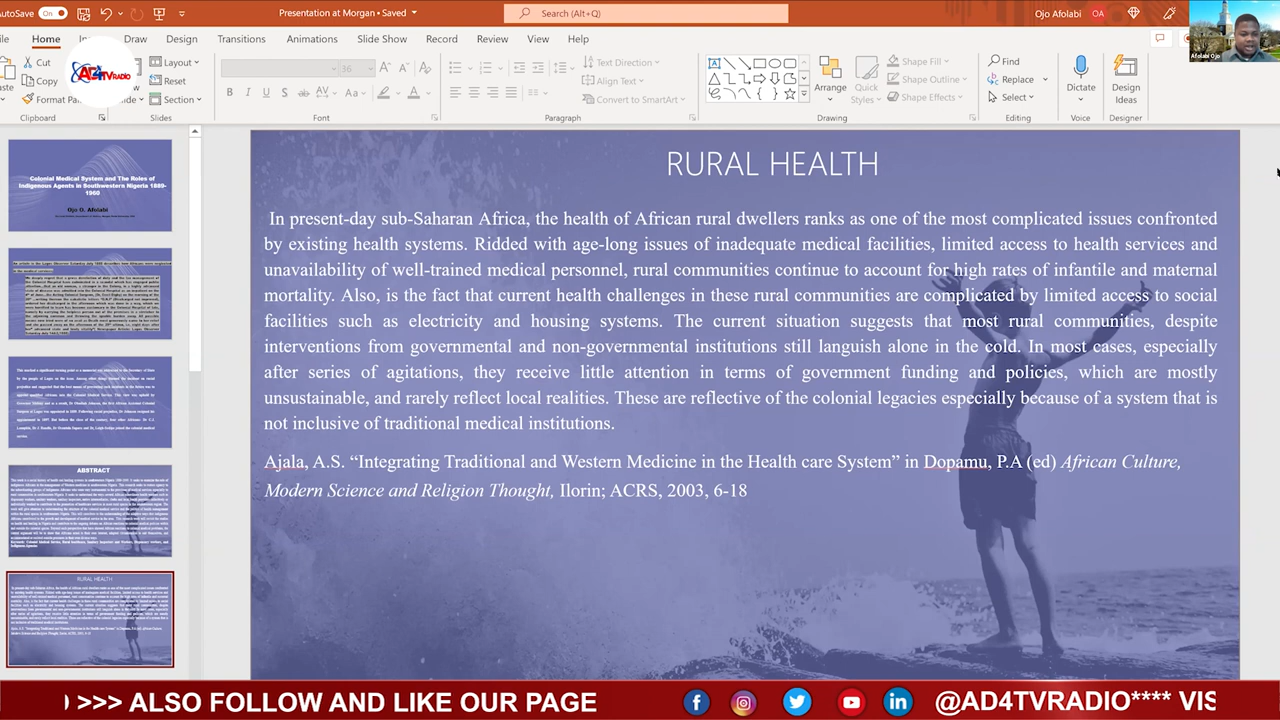 AutoSave
On
Presentation at Morgan • Saved
Search (Alt+Q)
Ojo Afolabi
OA
Afolabi Ojo
Home
Draw
Design
Transitions
Animations
Slide Show
Record
Review
View
Help
AD4TVRADIO
Cut
Copy
Format
Clipboard
Layout
Reset
Section
Slides
36
Font
Text Direction
Align Text
Convert to SmartArt
Paragraph
Arrange
Quick
Styles
Shape Fill
Shape Outline
Shape Effects
Drawing
Find
Replace
Select
Editing
Dictate
Voice
Design
Ideas
Designer
Colonial Medical System and The Roles of
Indigenous Agents in Southwestern Nigeria 1889-
1960
Ojo O. Afolabi
ABSTRACT
RURAL HEALTH
RURAL HEALTH
In present-day sub-Saharan Africa, the health of African rural dwellers ranks as one of the most complicated issues confronted
by existing health systems. Ridded with age-long issues of inadequate medical facilities, limited access to health services and
unavailability of well-trained medical personnel, rural communities continue to account for high rates of infantile and maternal
mortality. Also, is the fact that current health challenges in these rural communities are complicated by limited access to social
facilities such as electricity and housing systems. The current situation suggests that most rural communities, despite
interventions from governmental and non-governmental institutions still languish alone in the cold. In most cases, especially
after series of agitations, they receive little attention in terms of government funding and policies, which are mostly
unsustainable, and rarely reflect local realities. These are reflective of the colonial legacies especially because of a system that is
not inclusive of traditional medical institutions.
Ajala, A.S. “Integrating Traditional and Western Medicine in the Health care System” in Dopamu, P.A (ed) African Culture,
Modern Science and Religion Thought, Ilorin; ACRS, 2003, 6-18
>>> ALSO FOLLOW AND LIKE OUR PAGE
@AD4TVRADIO**** VIS